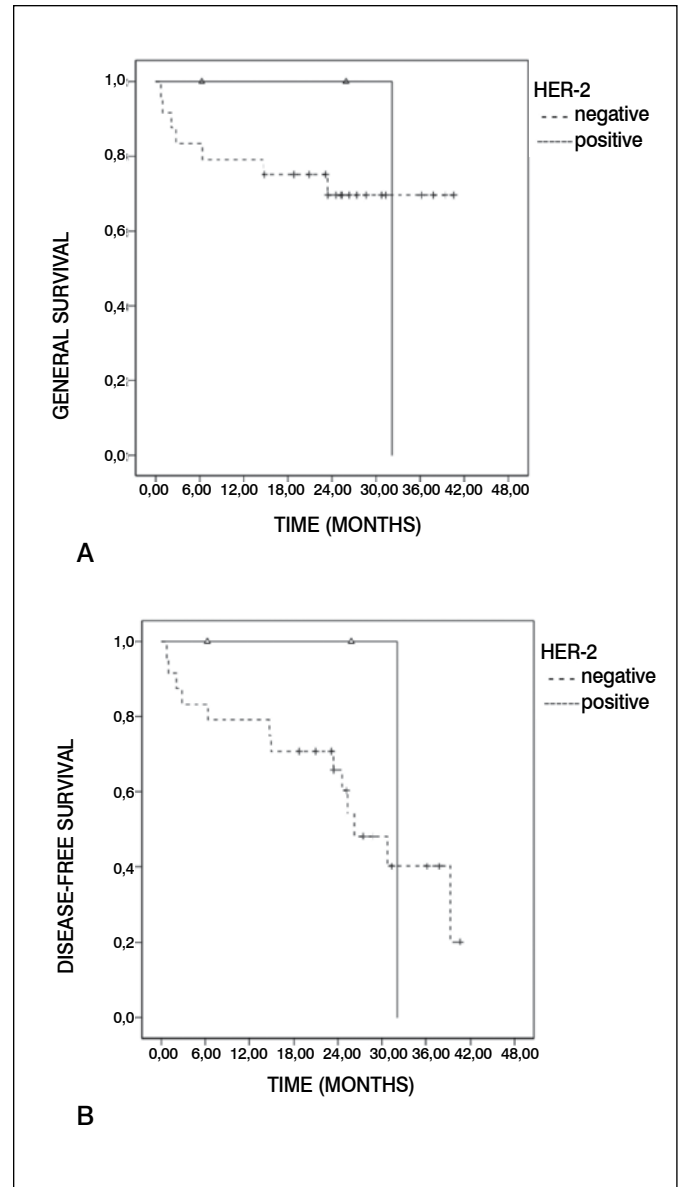 HER-2
negative
positive
1,0
0,8
0,6
0,4
0,2
0,0
GENERAL SURVIVAL
0,00 6,00 12,00 18,00 24,00 30,00 36,00 42,00 48,00
TIME (MONTHS)
A
HER-2
negative
positive
1,0
0,8
0,6
0,4
0,2
0,0
DISEASE-FREE SURVIVAL
0,00 6,00 12,00 18,00 24,00 30,00 36,00 42,00 48,00
TIME (MONTHS)
B